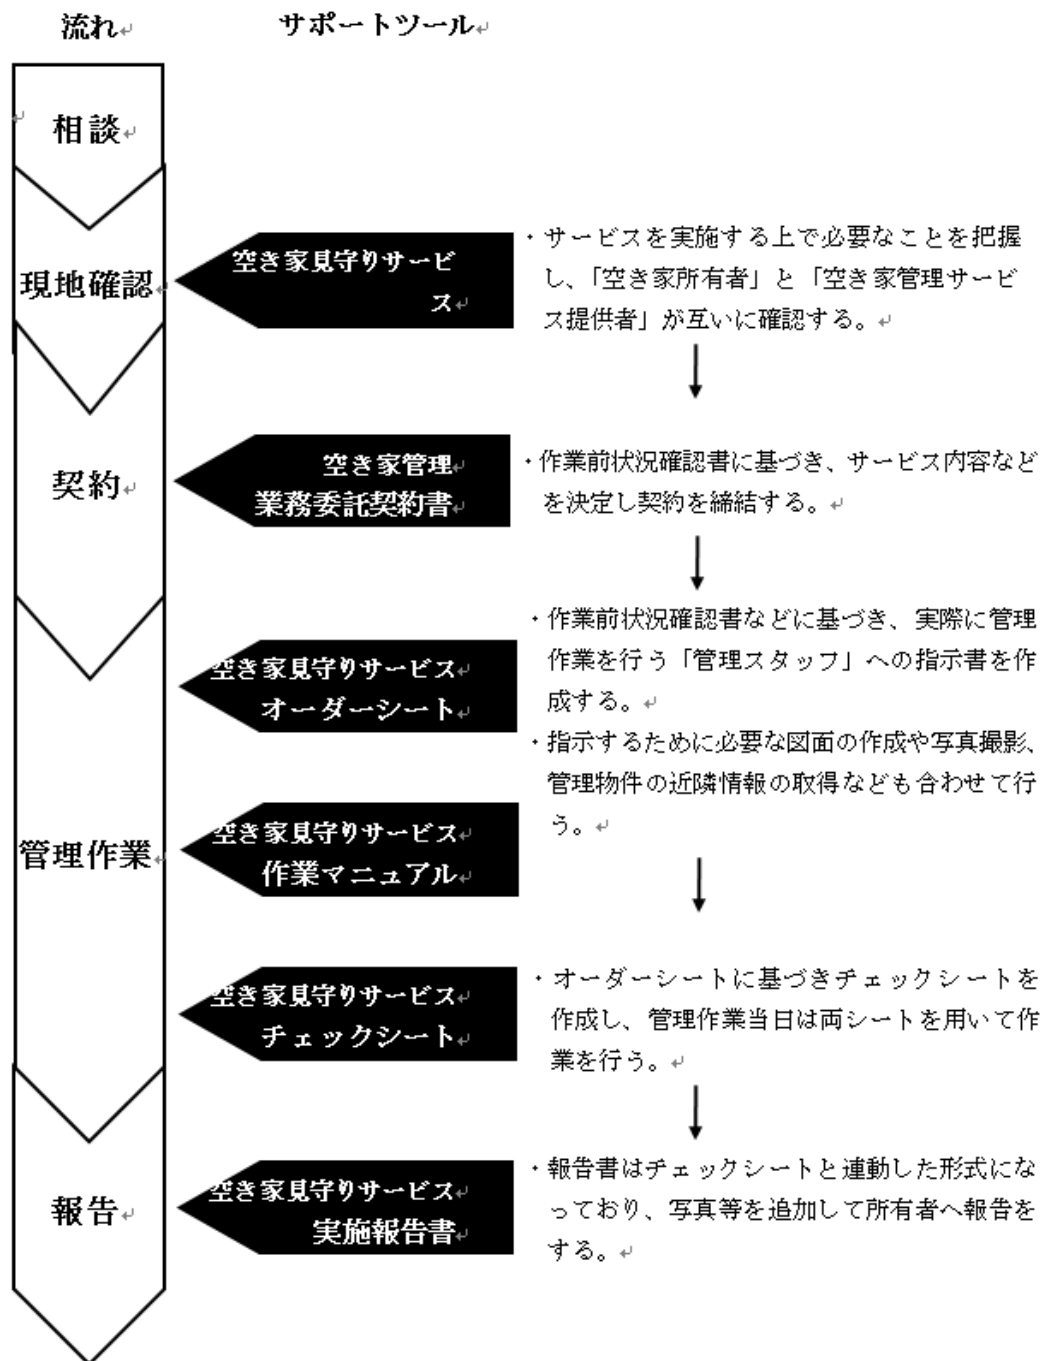 流れ
サポートツール
相談
現地確認
空き家見守りサービ
ス
・サービスを実施する上で必要なことを把握
し、「空き家所有者」と「空き家管理サービ
ス提供者」が互いに確認する。
契約
空き家管理
業務委託契約書
・作業前状況確認書に基づき、サービス内容など
を決定し契約を締結する。
管理作業
空き家見守りサービス
オーダーシート
・作業前状況確認書などに基づき、実際に管理
作業を行う「管理スタッフ」への指示書を作
成する。
・指示するために必要な図面の作成や写真撮影、
管理物件の近隣情報の取得なども合わせて行
う。
空き家見守りサービス
作業マニュアル
空き家見守りサービス
チェックシート
・オーダーシートに基づきチェックシートを
作成し、管理作業当日は両シートを用いて作
業を行う。
報告
空き家見守りサービス
実施報告書
・報告書はチェックシートと連動した形式にな
っており、写真等を追加して所有者へ報告を
する。